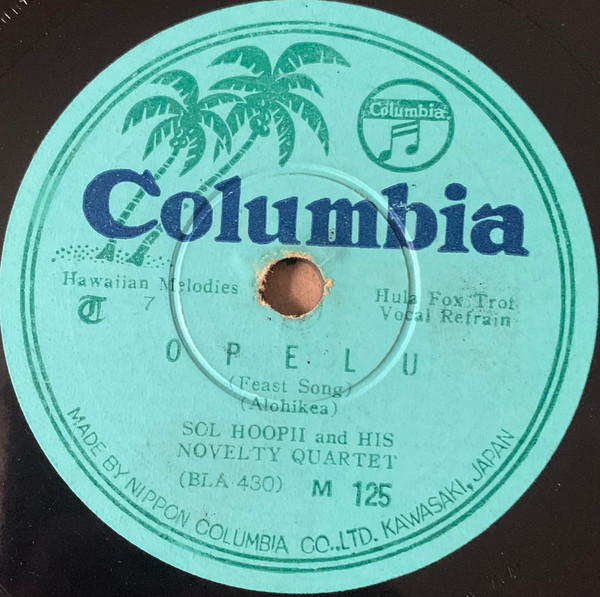 Columbia
Columbia
Hawaiian Melodies
7
Hula Fox Trot
Vocal Refrain
OPELU
(Feast Song)
(Alohikea)
SOL HOOPII and HIS
NOVELTY QUARTET
(BLA 430) M 125
MADE BY NIPPON COLUMBIA CO., LTD. KAWASAKI, JAPAN